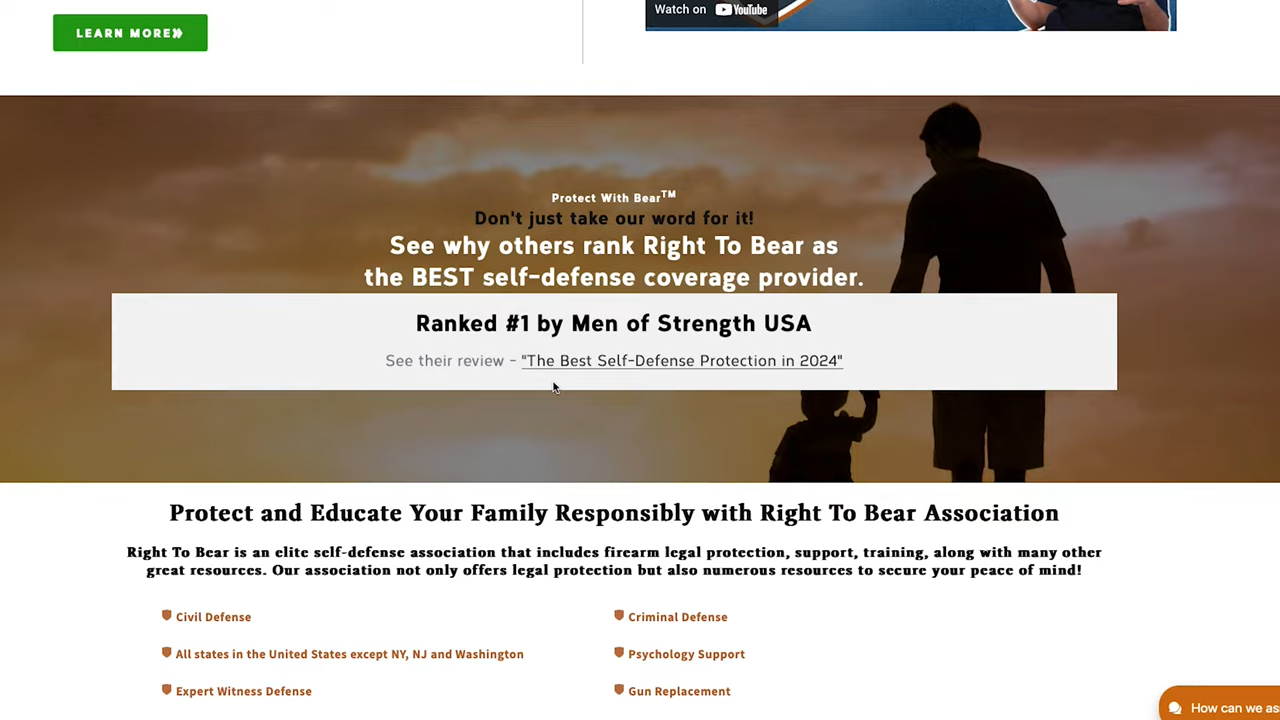 Watch on YouTube
LEARN MORE
Protect With Bear™
Don't just take our word for it!
See why others rank Right To Bear as
the BEST self-defense coverage provider.
Ranked #1 by Men of Strength USA
See their review - "The Best Self-Defense Protection in 2024"
Protect and Educate Your Family Responsibly with Right To Bear Association
Right To Bear is an elite self-defense association that includes firearm legal protection, support, training, along with many other
great resources. Our association not only offers legal protection but also numerous resources to secure your peace of mind!
Civil Defense
Criminal Defense
All states in the United States except NY, NJ and Washington
Psychology Support
Expert Witness Defense
Gun Replacement
How can we as